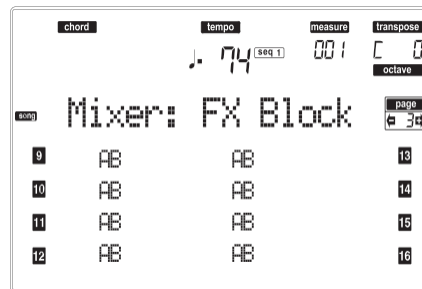 chord tempo measure transpose
♩. 74 seq 1 001 C 0
octave
song Mixer: FX Block page
3
9 AB AB 13
10 AB AB 14
11 AB AB 15
12 AB AB 16